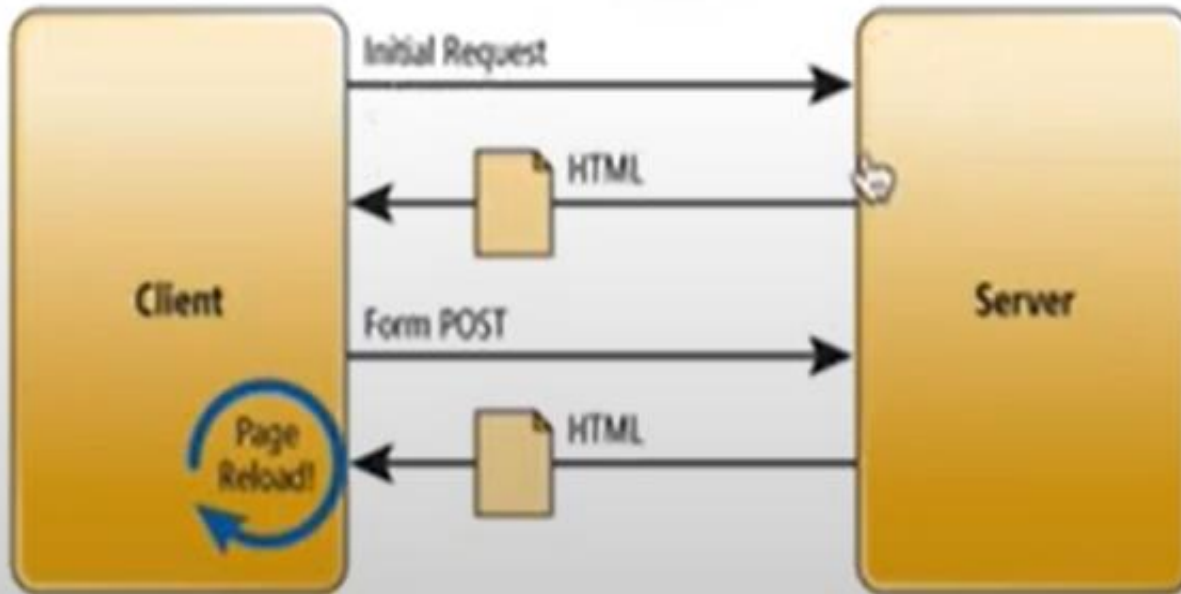 Initial Request
HTML
Client
Server
Form POST
HTML
Page
Reload!